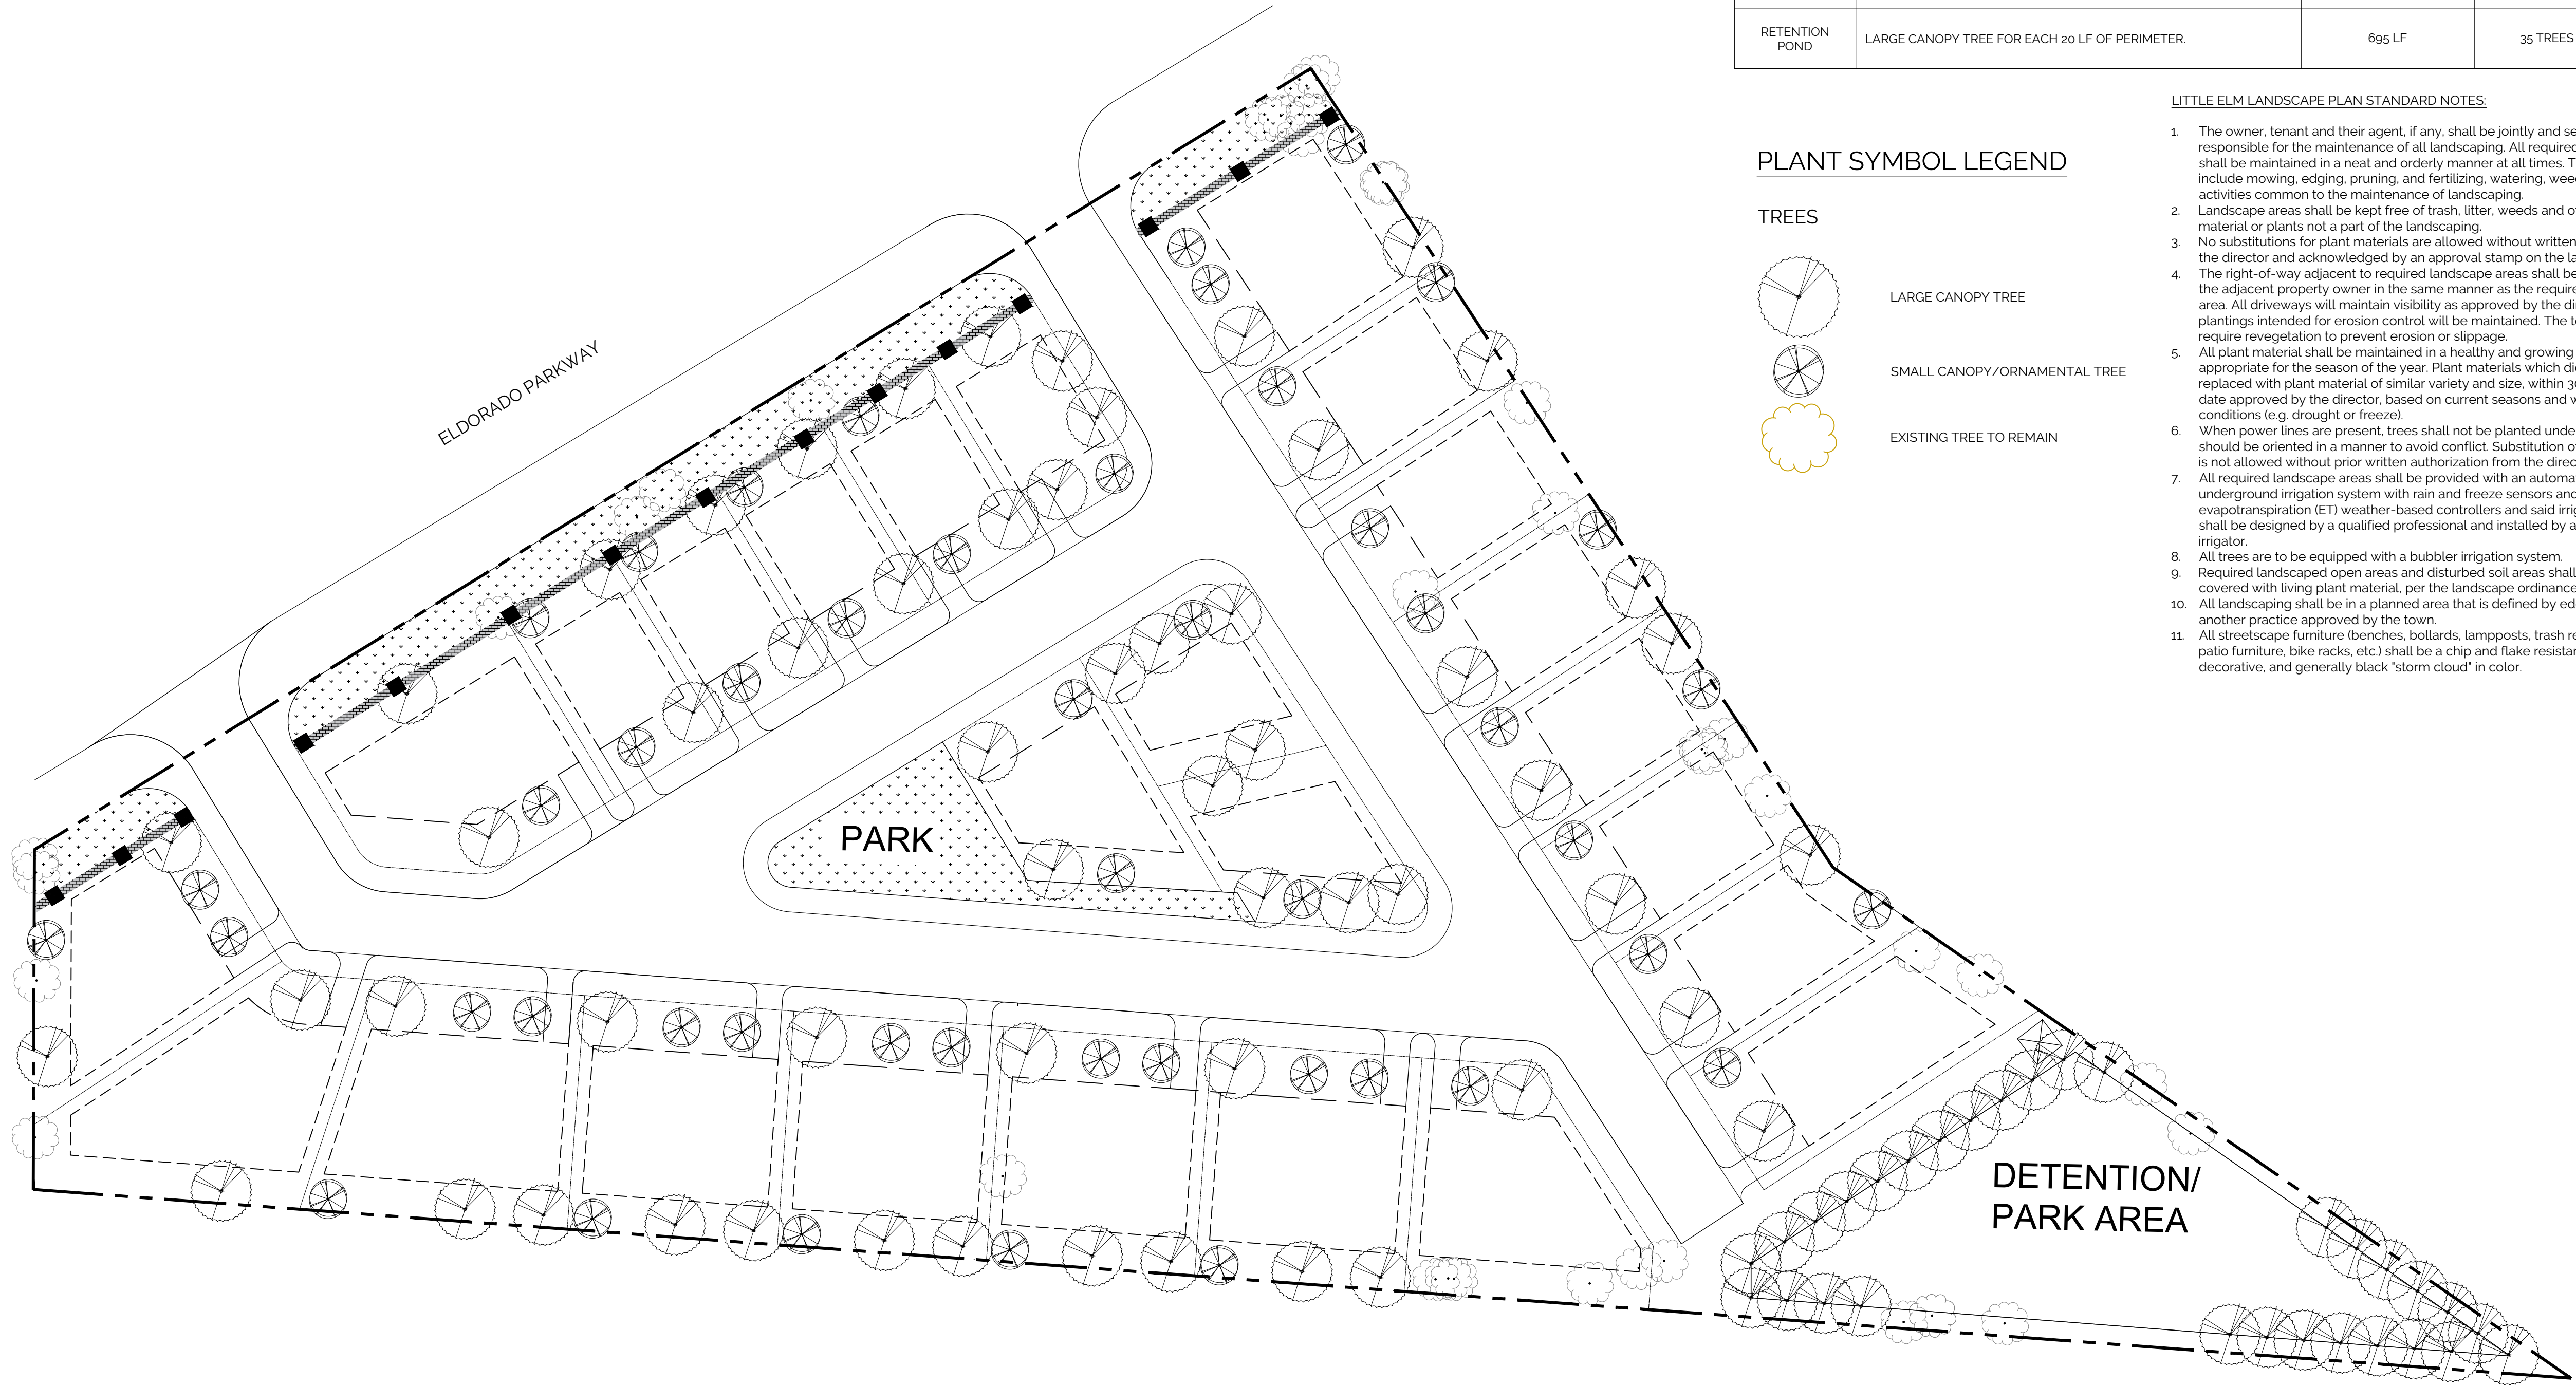 RETENTION
POND
LARGE CANOPY TREE FOR EACH 20 LF OF PERIMETER.
695 LF
35 TREES
LITTLE ELM LANDSCAPE PLAN STANDARD NOTES:
1. The owner, tenant and their agent, if any, shall be jointly and se
responsible for the maintenance of all landscaping. All required
shall be maintained in a neat and orderly manner at all times. T
include mowing, edging, pruning, and fertilizing, watering, wee
activities common to the maintenance of landscaping.
2. Landscape areas shall be kept free of trash, litter, weeds and o
material or plants not a part of the landscaping.
3. No substitutions for plant materials are allowed without written
the director and acknowledged by an approval stamp on the la
4. The right-of-way adjacent to required landscape areas shall be
the adjacent property owner in the same manner as the require
area. All driveways will maintain visibility as approved by the di
plantings intended for erosion control will be maintained. The t
require revegetation to prevent erosion or slippage.
5. All plant material shall be maintained in a healthy and growing
appropriate for the season of the year. Plant materials which di
replaced with plant material of similar variety and size, within 3
date approved by the director, based on current seasons and w
conditions (e.g. drought or freeze).
6. When power lines are present, trees shall not be planted unde
should be oriented in a manner to avoid conflict. Substitution o
is not allowed without prior written authorization from the direc
7. All required landscape areas shall be provided with an automa
underground irrigation system with rain and freeze sensors and
evapotranspiration (ET) weather-based controllers and said irrig
shall be designed by a qualified professional and installed by a
irrigator.
8. All trees are to be equipped with a bubbler irrigation system.
9. Required landscaped open areas and disturbed soil areas shall
covered with living plant material, per the landscape ordinance
10. All landscaping shall be in a planned area that is defined by ed
another practice approved by the town.
11. All streetscape furniture (benches, bollards, lampposts, trash re
patio furniture, bike racks, etc.) shall be a chip and flake resistan
decorative, and generally black "storm cloud" in color.
PLANT SYMBOL LEGEND
TREES
LARGE CANOPY TREE
SMALL CANOPY/ORNAMENTAL TREE
EXISTING TREE TO REMAIN
ELDORADO PARKWAY
PARK
DETENTION/
PARK AREA